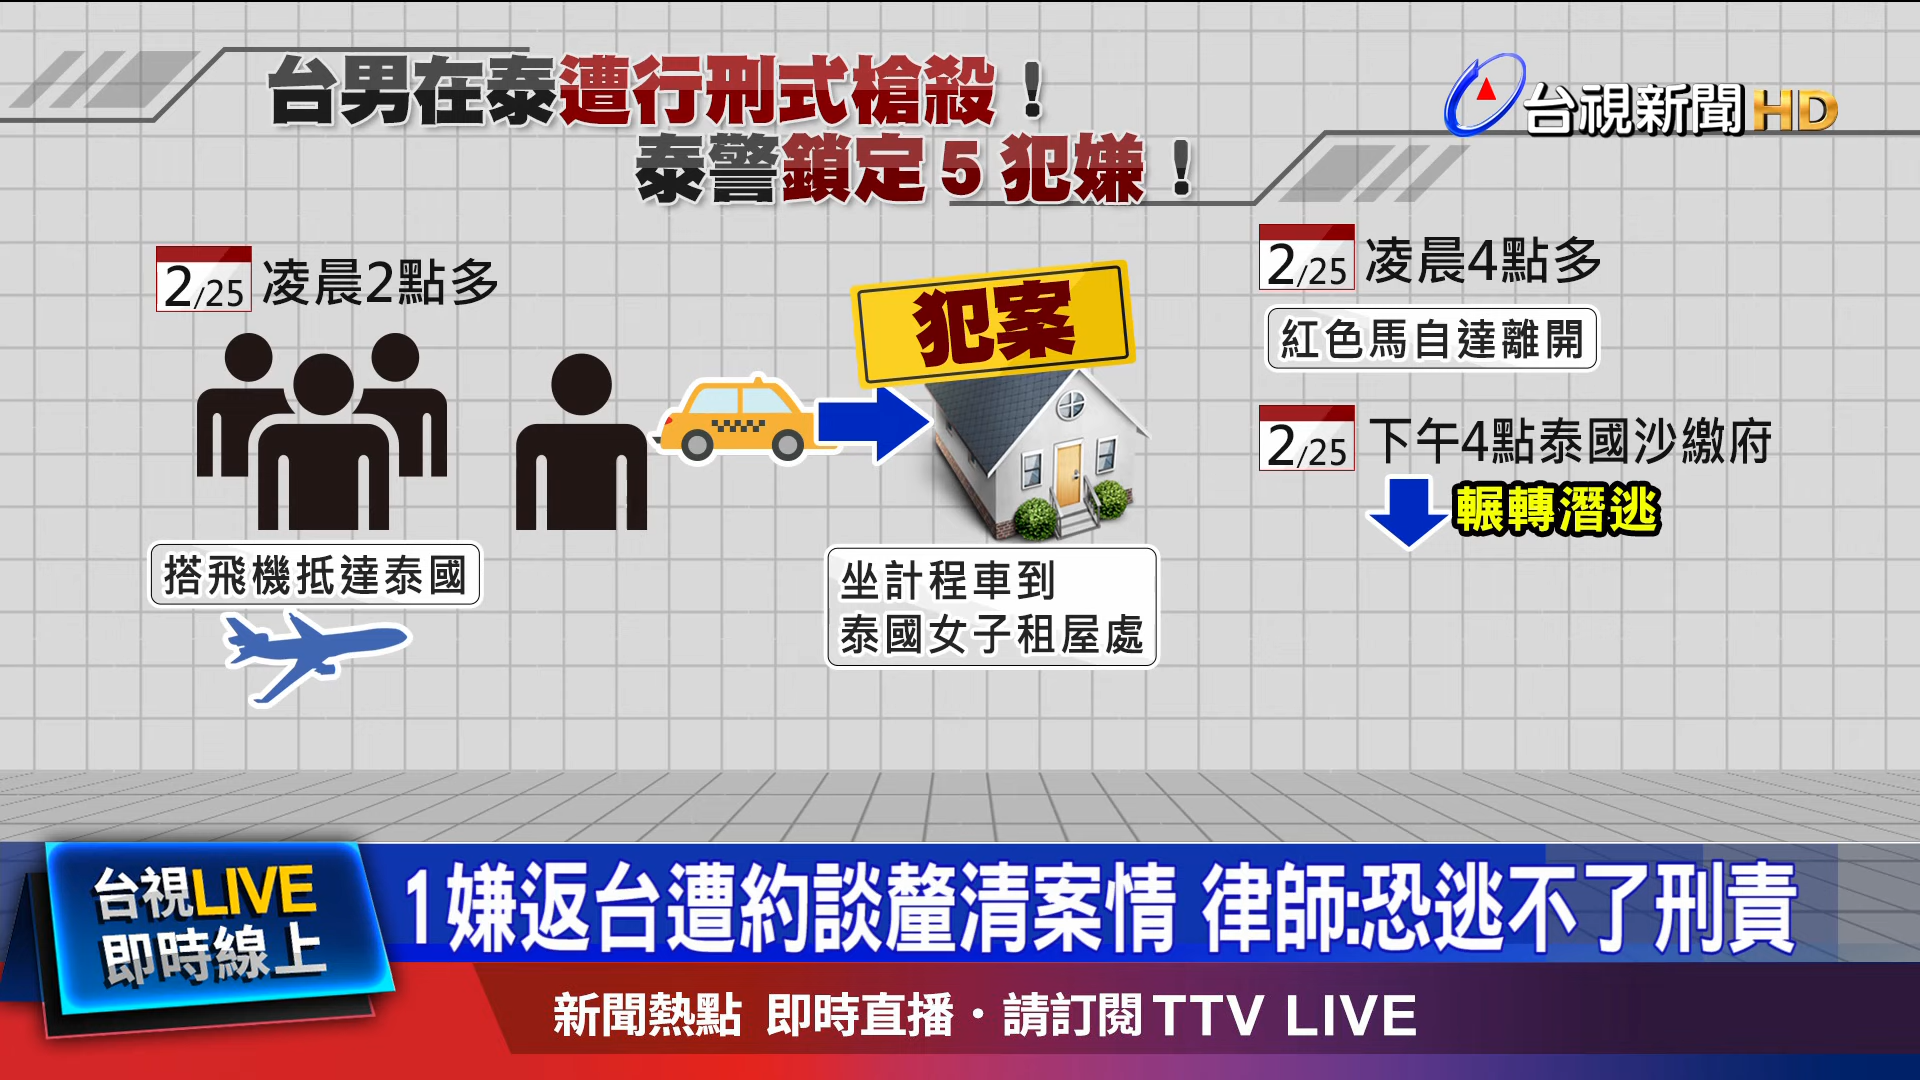 台男在泰遭行刑式槍殺！
泰警鎖定5犯嫌！
台視新聞HD
2/25 凌晨2點多
搭飛機抵達泰國
犯案
坐計程車到
泰國女子租屋處
2/25 凌晨4點多
紅色馬自達離開
2/25 下午4點泰國沙繳府
輾轉潛逃
台視LIVE
即時線上
1嫌返台遭約談釐清案情 律師:恐逃不了刑責
新聞熱點 即時直播・請訂閱TTV LIVE